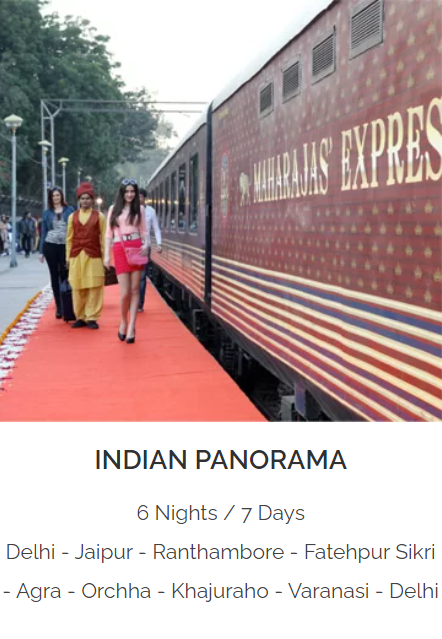 MAHARAJAS' EXPRES
INDIAN PANORAMA
6 Nights / 7 Days
Delhi - Jaipur - Ranthambore - Fatehpur Sikri
- Agra - Orchha - Khajuraho - Varanasi - Delhi